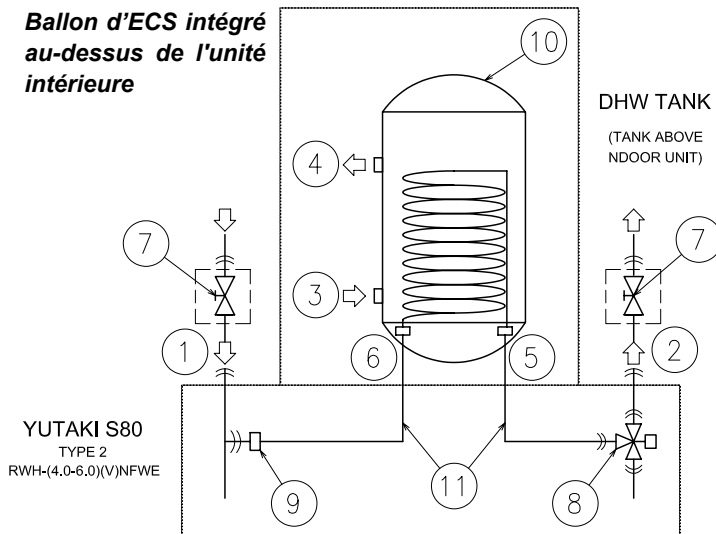 Ballon d'ECS intégré
au-dessus de l'unité
intérieure
10
DHW TANK
(TANK ABOVE
NDOOR UNIT)
4
7
7
3
1
6
5
2
YUTAKI S80
TYPE 2
RWH-(4.0-6.0)(V)NFWE
9
11
8